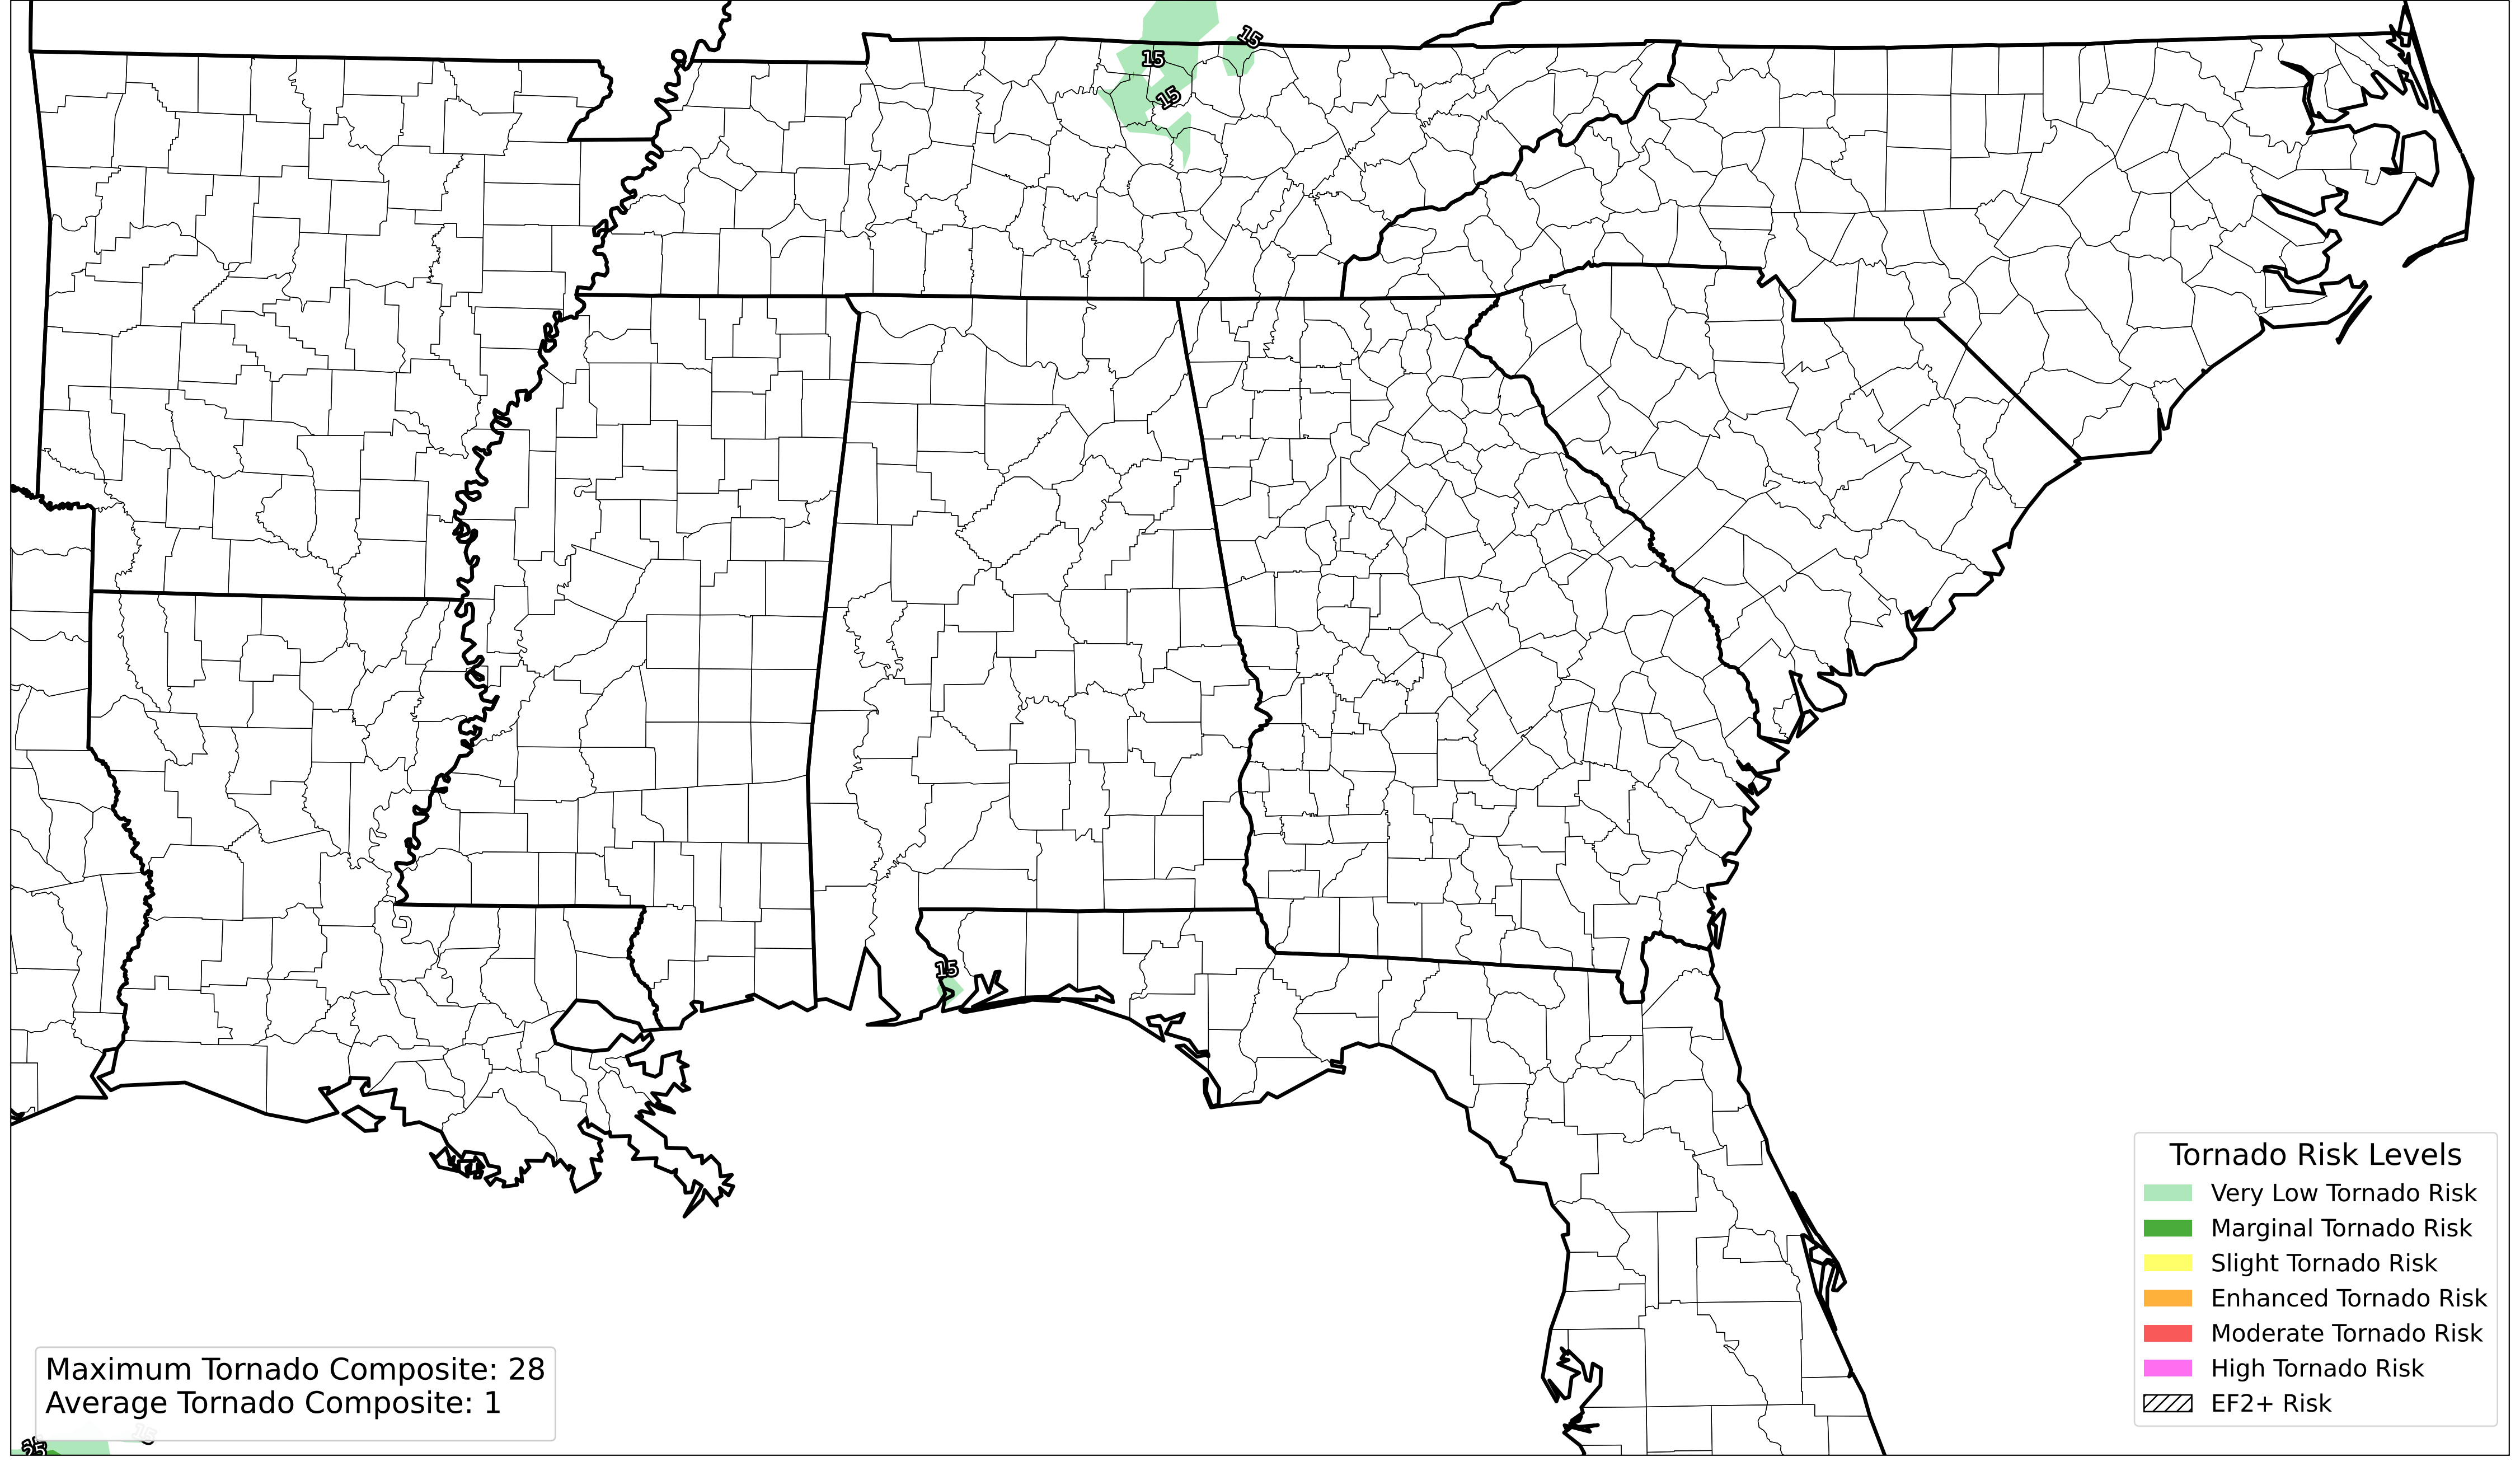 15
15
15
15
Tornado Risk Levels
Very Low Tornado Risk
Marginal Tornado Risk
Slight Tornado Risk
Enhanced Tornado Risk
Moderate Tornado Risk
High Tornado Risk
EF2+ Risk
Maximum Tornado Composite: 28
Average Tornado Composite: 1